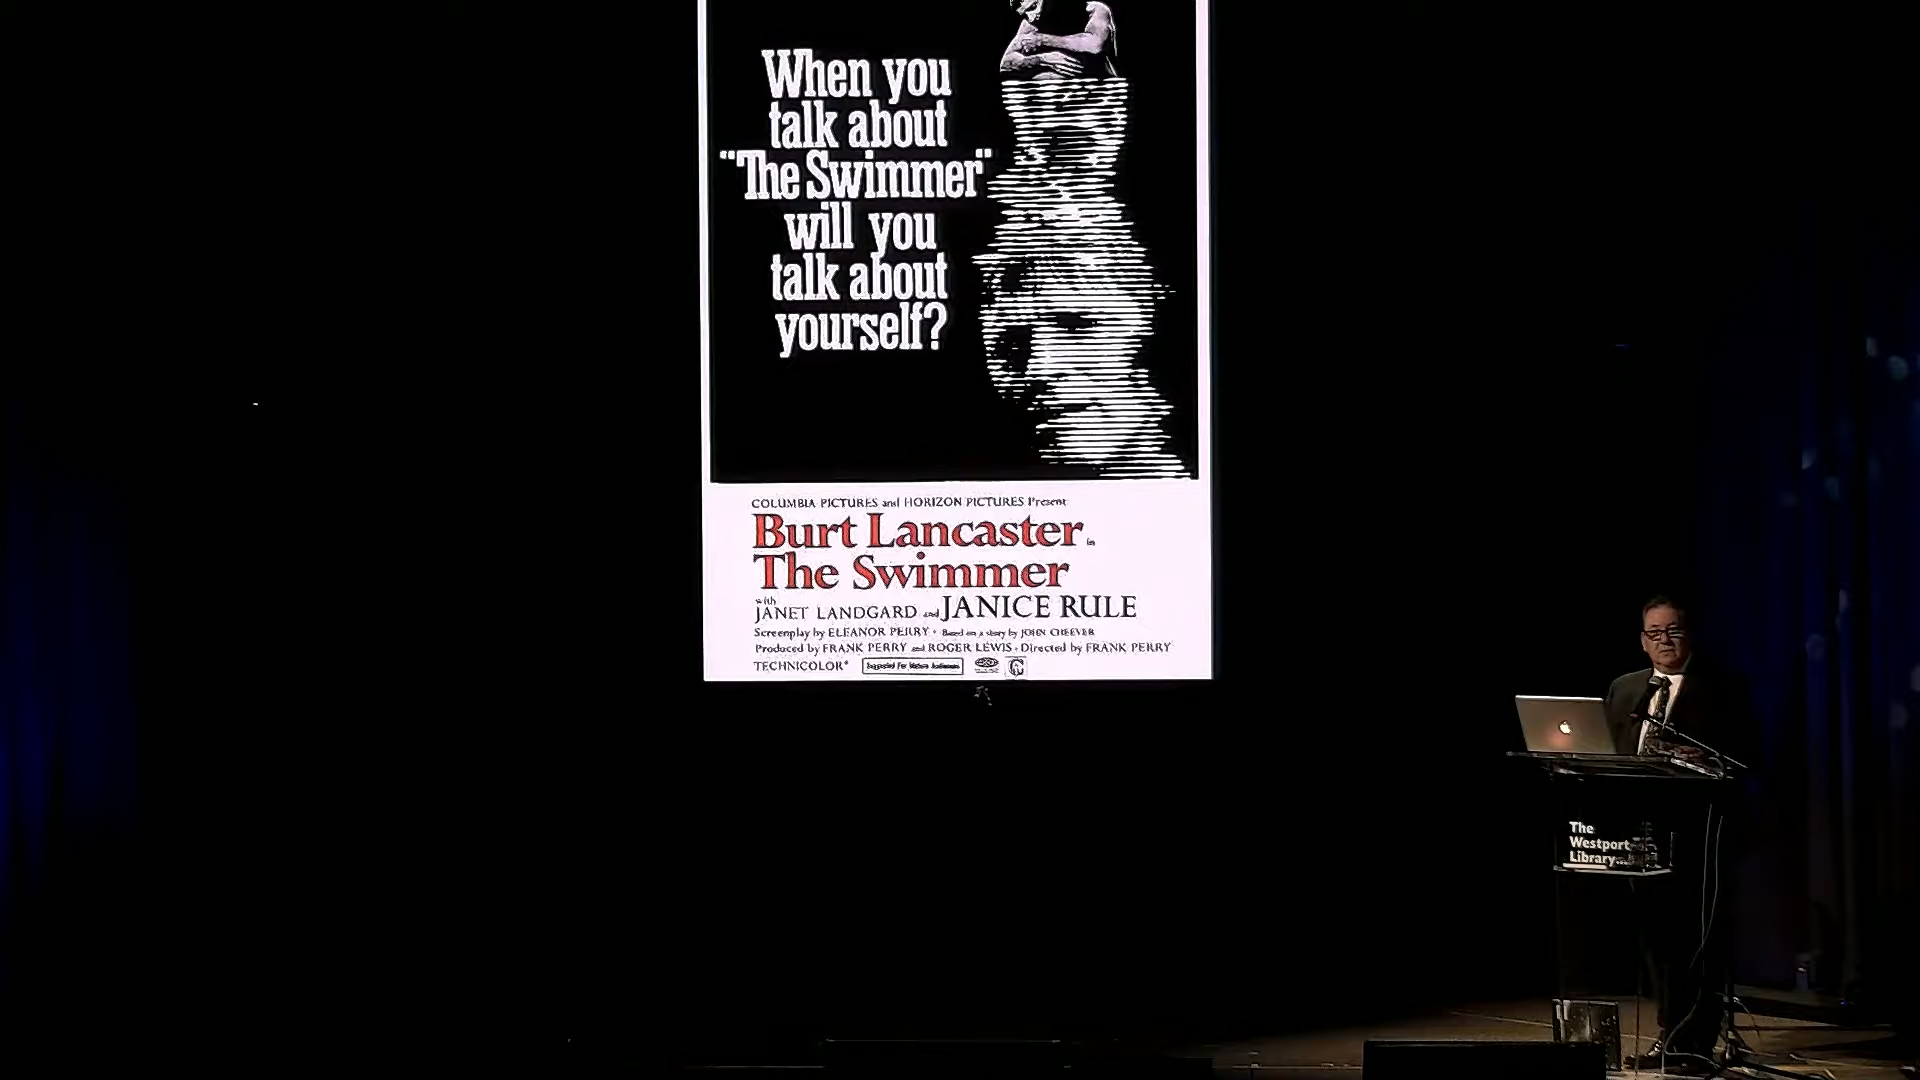 When you
talk about
"The Swimmer"
will you
talk about
yourself?
COLUMBIA PICTURES and HORIZON PICTURES Present
Burt Lancaster in
The Swimmer
with
JANET LANDGARD and JANICE RULE
Screenplay by ELEANOR PERRY • Based on a story by JOHN CHEEVER
Produced by FRANK PERRY and ROGER LEWIS • Directed by FRANK PERRY
TECHNICOLOR® Suggested For Mature Audiences
The
Westport
Library